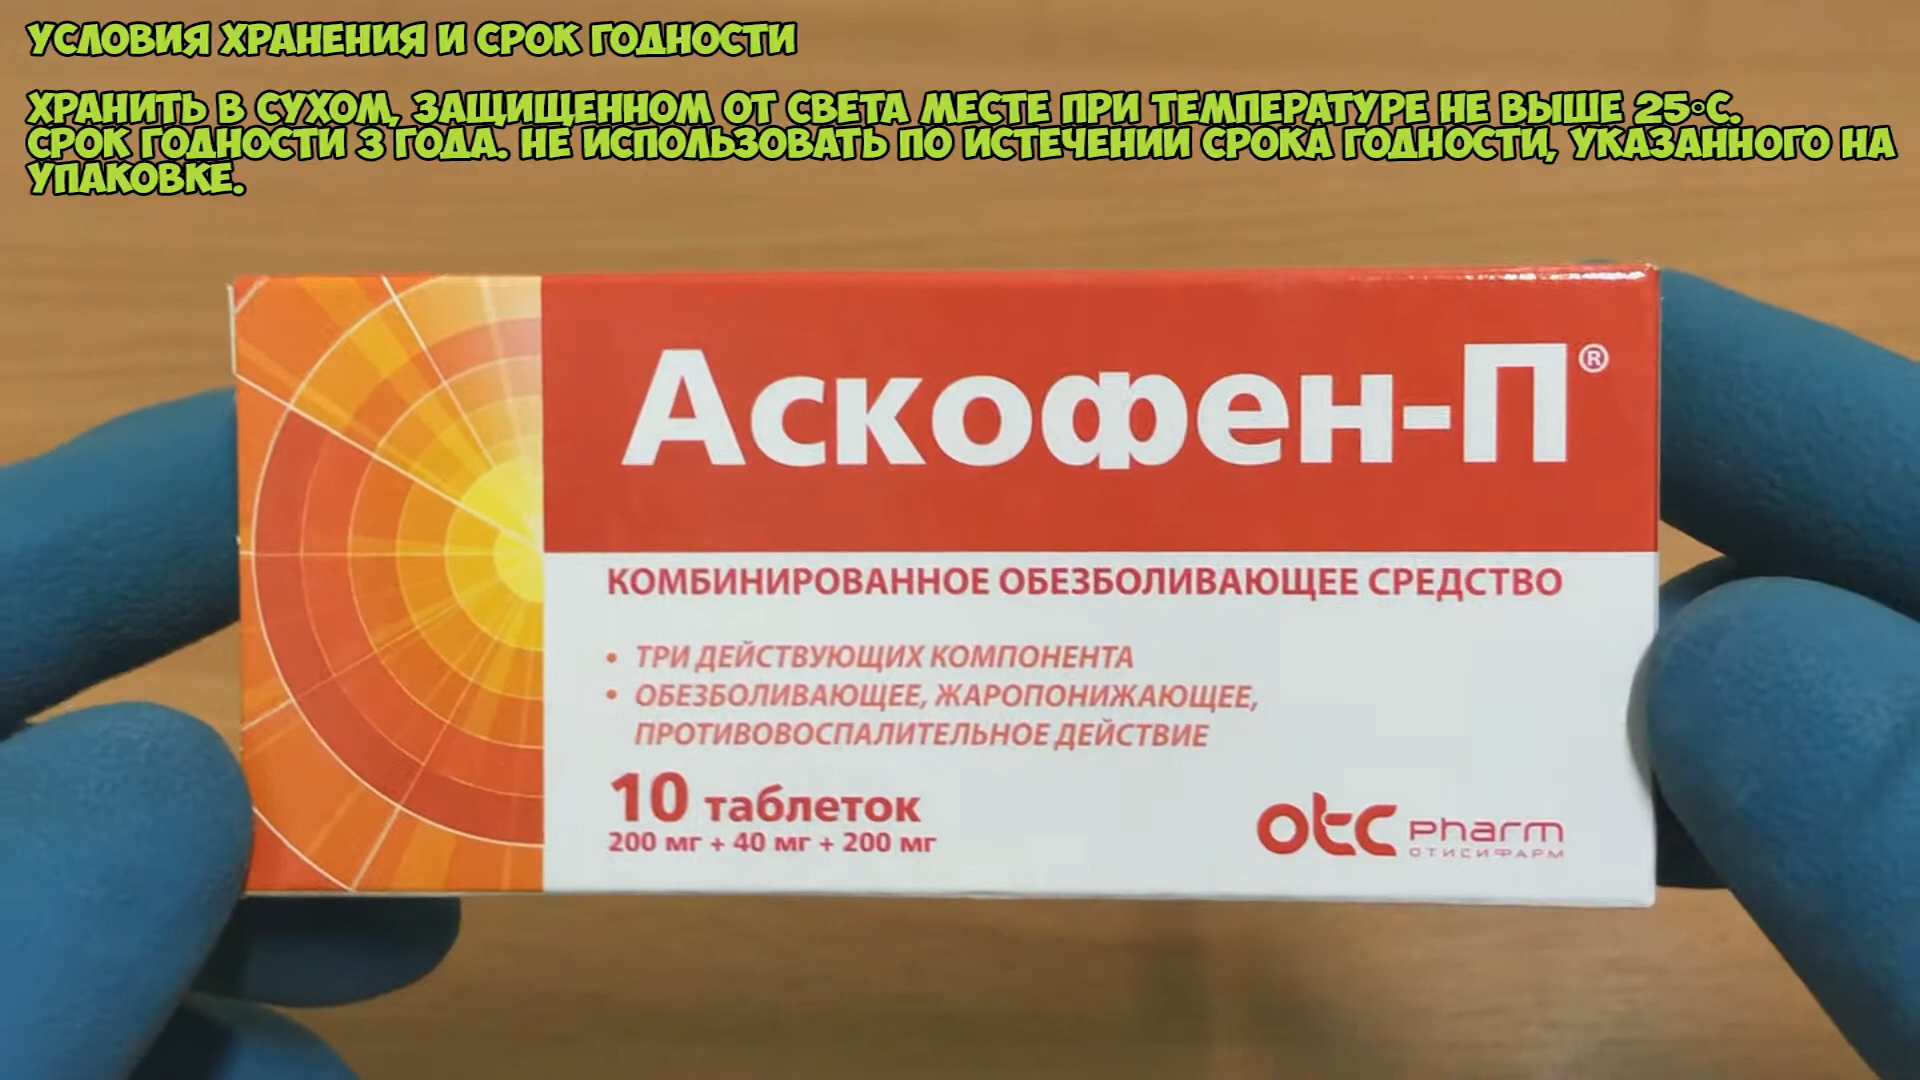 УСЛОВИЯ ХРАНЕНИЯ И СРОК ГОДНОСТИ
ХРАНИТЬ В СУХОМ, ЗАЩИЩЕННОМ ОТ СВЕТА МЕСТЕ ПРИ ТЕМПЕРАТУРЕ НЕ ВЫШЕ 25°С.
СРОК ГОДНОСТИ 3 ГОДА. НЕ ИСПОЛЬЗОВАТЬ ПО ИСТЕЧЕНИИ СРОКА ГОДНОСТИ, УКАЗАННОГО НА
УПАКОВКЕ.
Аскофен-П®
КОМБИНИРОВАННОЕ ОБЕЗБОЛИВАЮЩЕЕ СРЕДСТВО
• ТРИ ДЕЙСТВУЮЩИХ КОМПОНЕНТА
• ОБЕЗБОЛИВАЮЩЕЕ, ЖАРОПОНИЖАЮЩЕЕ,
ПРОТИВОВОСПАЛИТЕЛЬНОЕ ДЕЙСТВИЕ
10 таблеток
200 мг + 40 мг + 200 мг
otc pharm
ОТИСИФАРМ